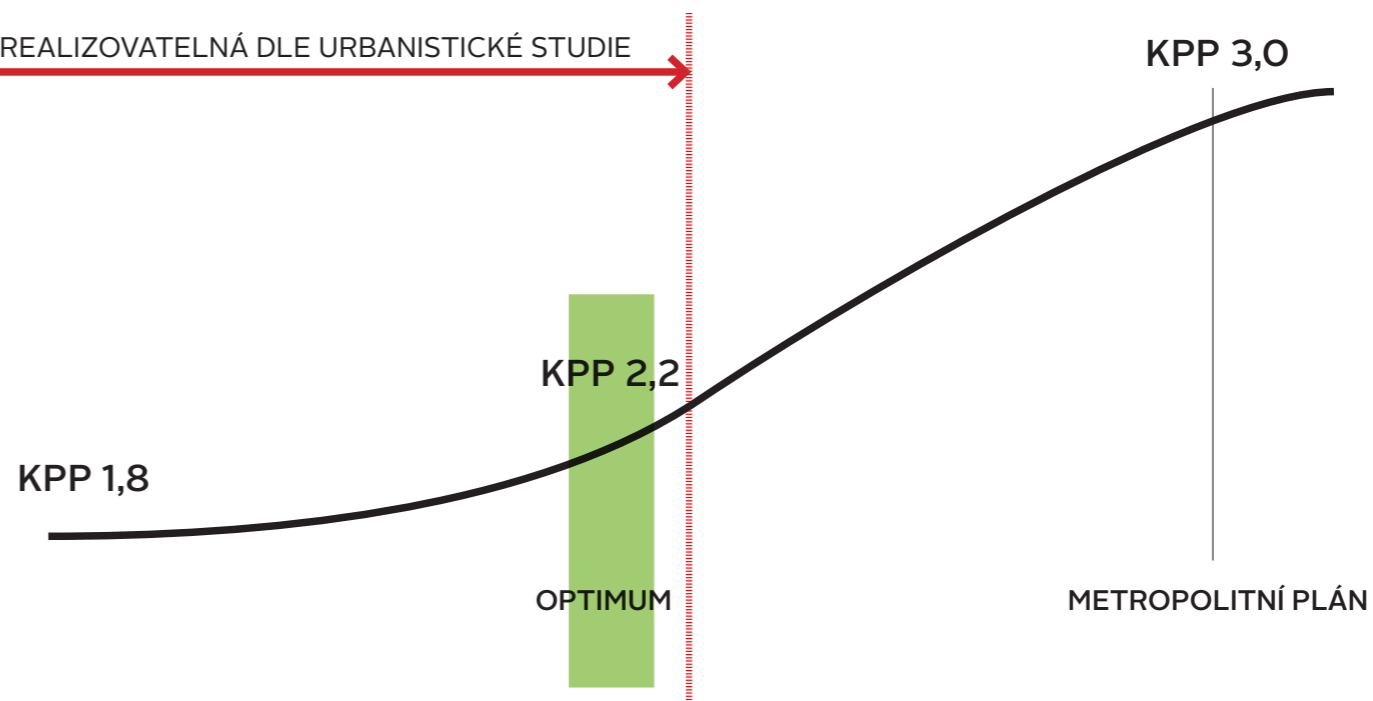 REALIZOVATELNÁ DLE URBANISTICKÉ STUDIE
KPP 3,0
KPP 2,2
KPP 1,8
OPTIMUM
METROPOLITNÍ PLÁN